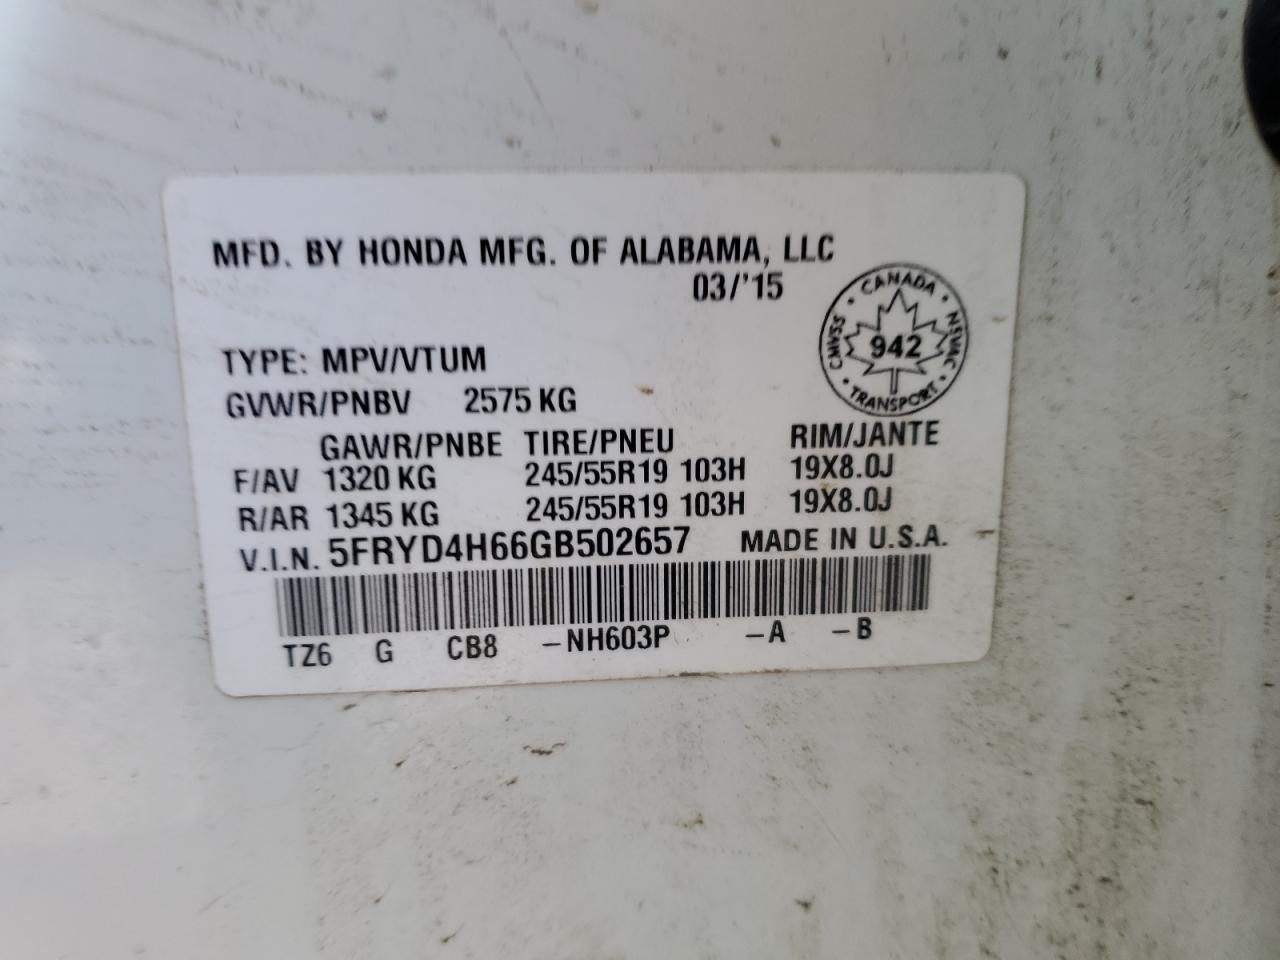 MFD. BY HONDA MFG. OF ALABAMA, LLC
03/'15
CANADA
CMVSS 942 NSVAC
TRANSPORT
TYPE: MPV/VTUM
GVWR/PNBV 2575 KG
GAWR/PNBE TIRE/PNEU RIM/JANTE
F/AV 1320 KG 245/55R19 103H 19X8.0J
R/AR 1345 KG 245/55R19 103H 19X8.0J
V.I.N. 5FRYD4H66GB502657 MADE IN U.S.A.
TZ6 G CB8 -NH603P -A -B